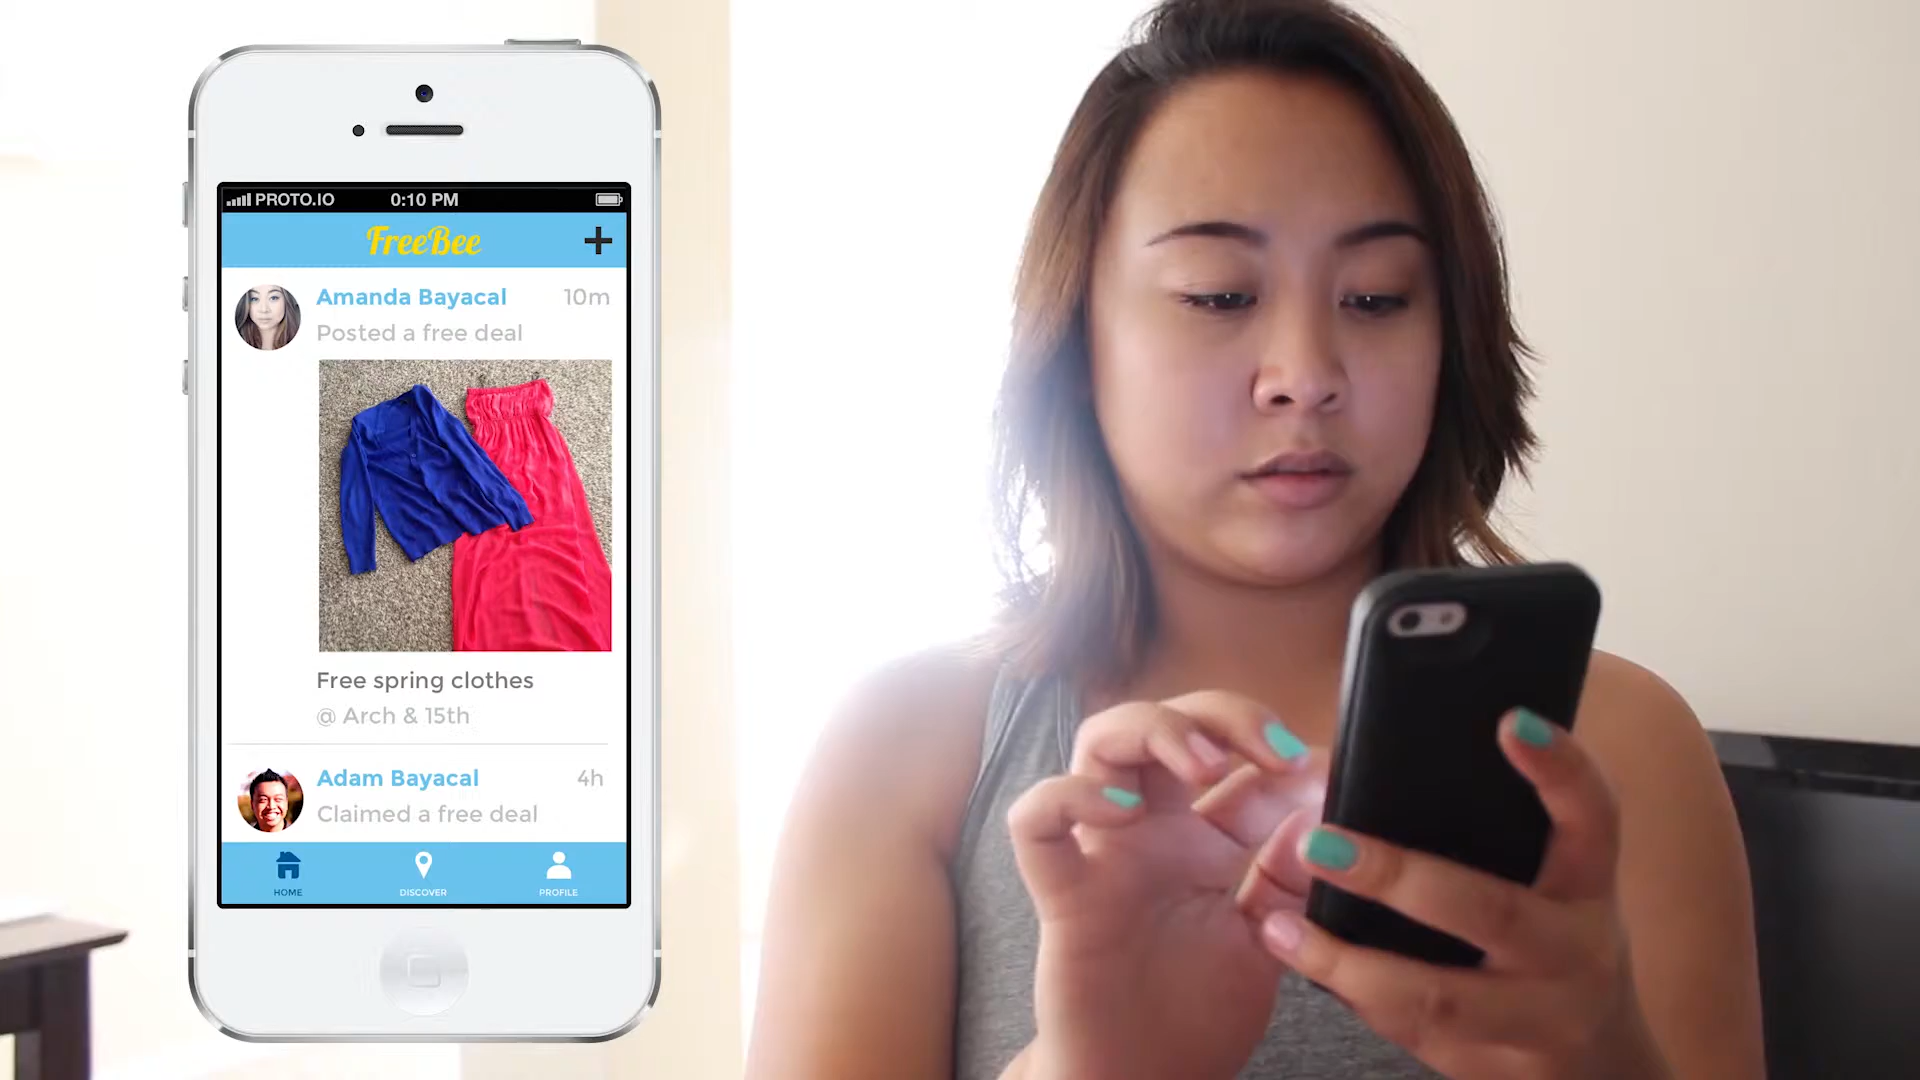 PROTO.IO 0:10 PM
FreeBee
Amanda Bayacal 10m
Posted a free deal
Free spring clothes
@ Arch & 15th
Adam Bayacal 4h
Claimed a free deal
HOME DISCOVER PROFILE